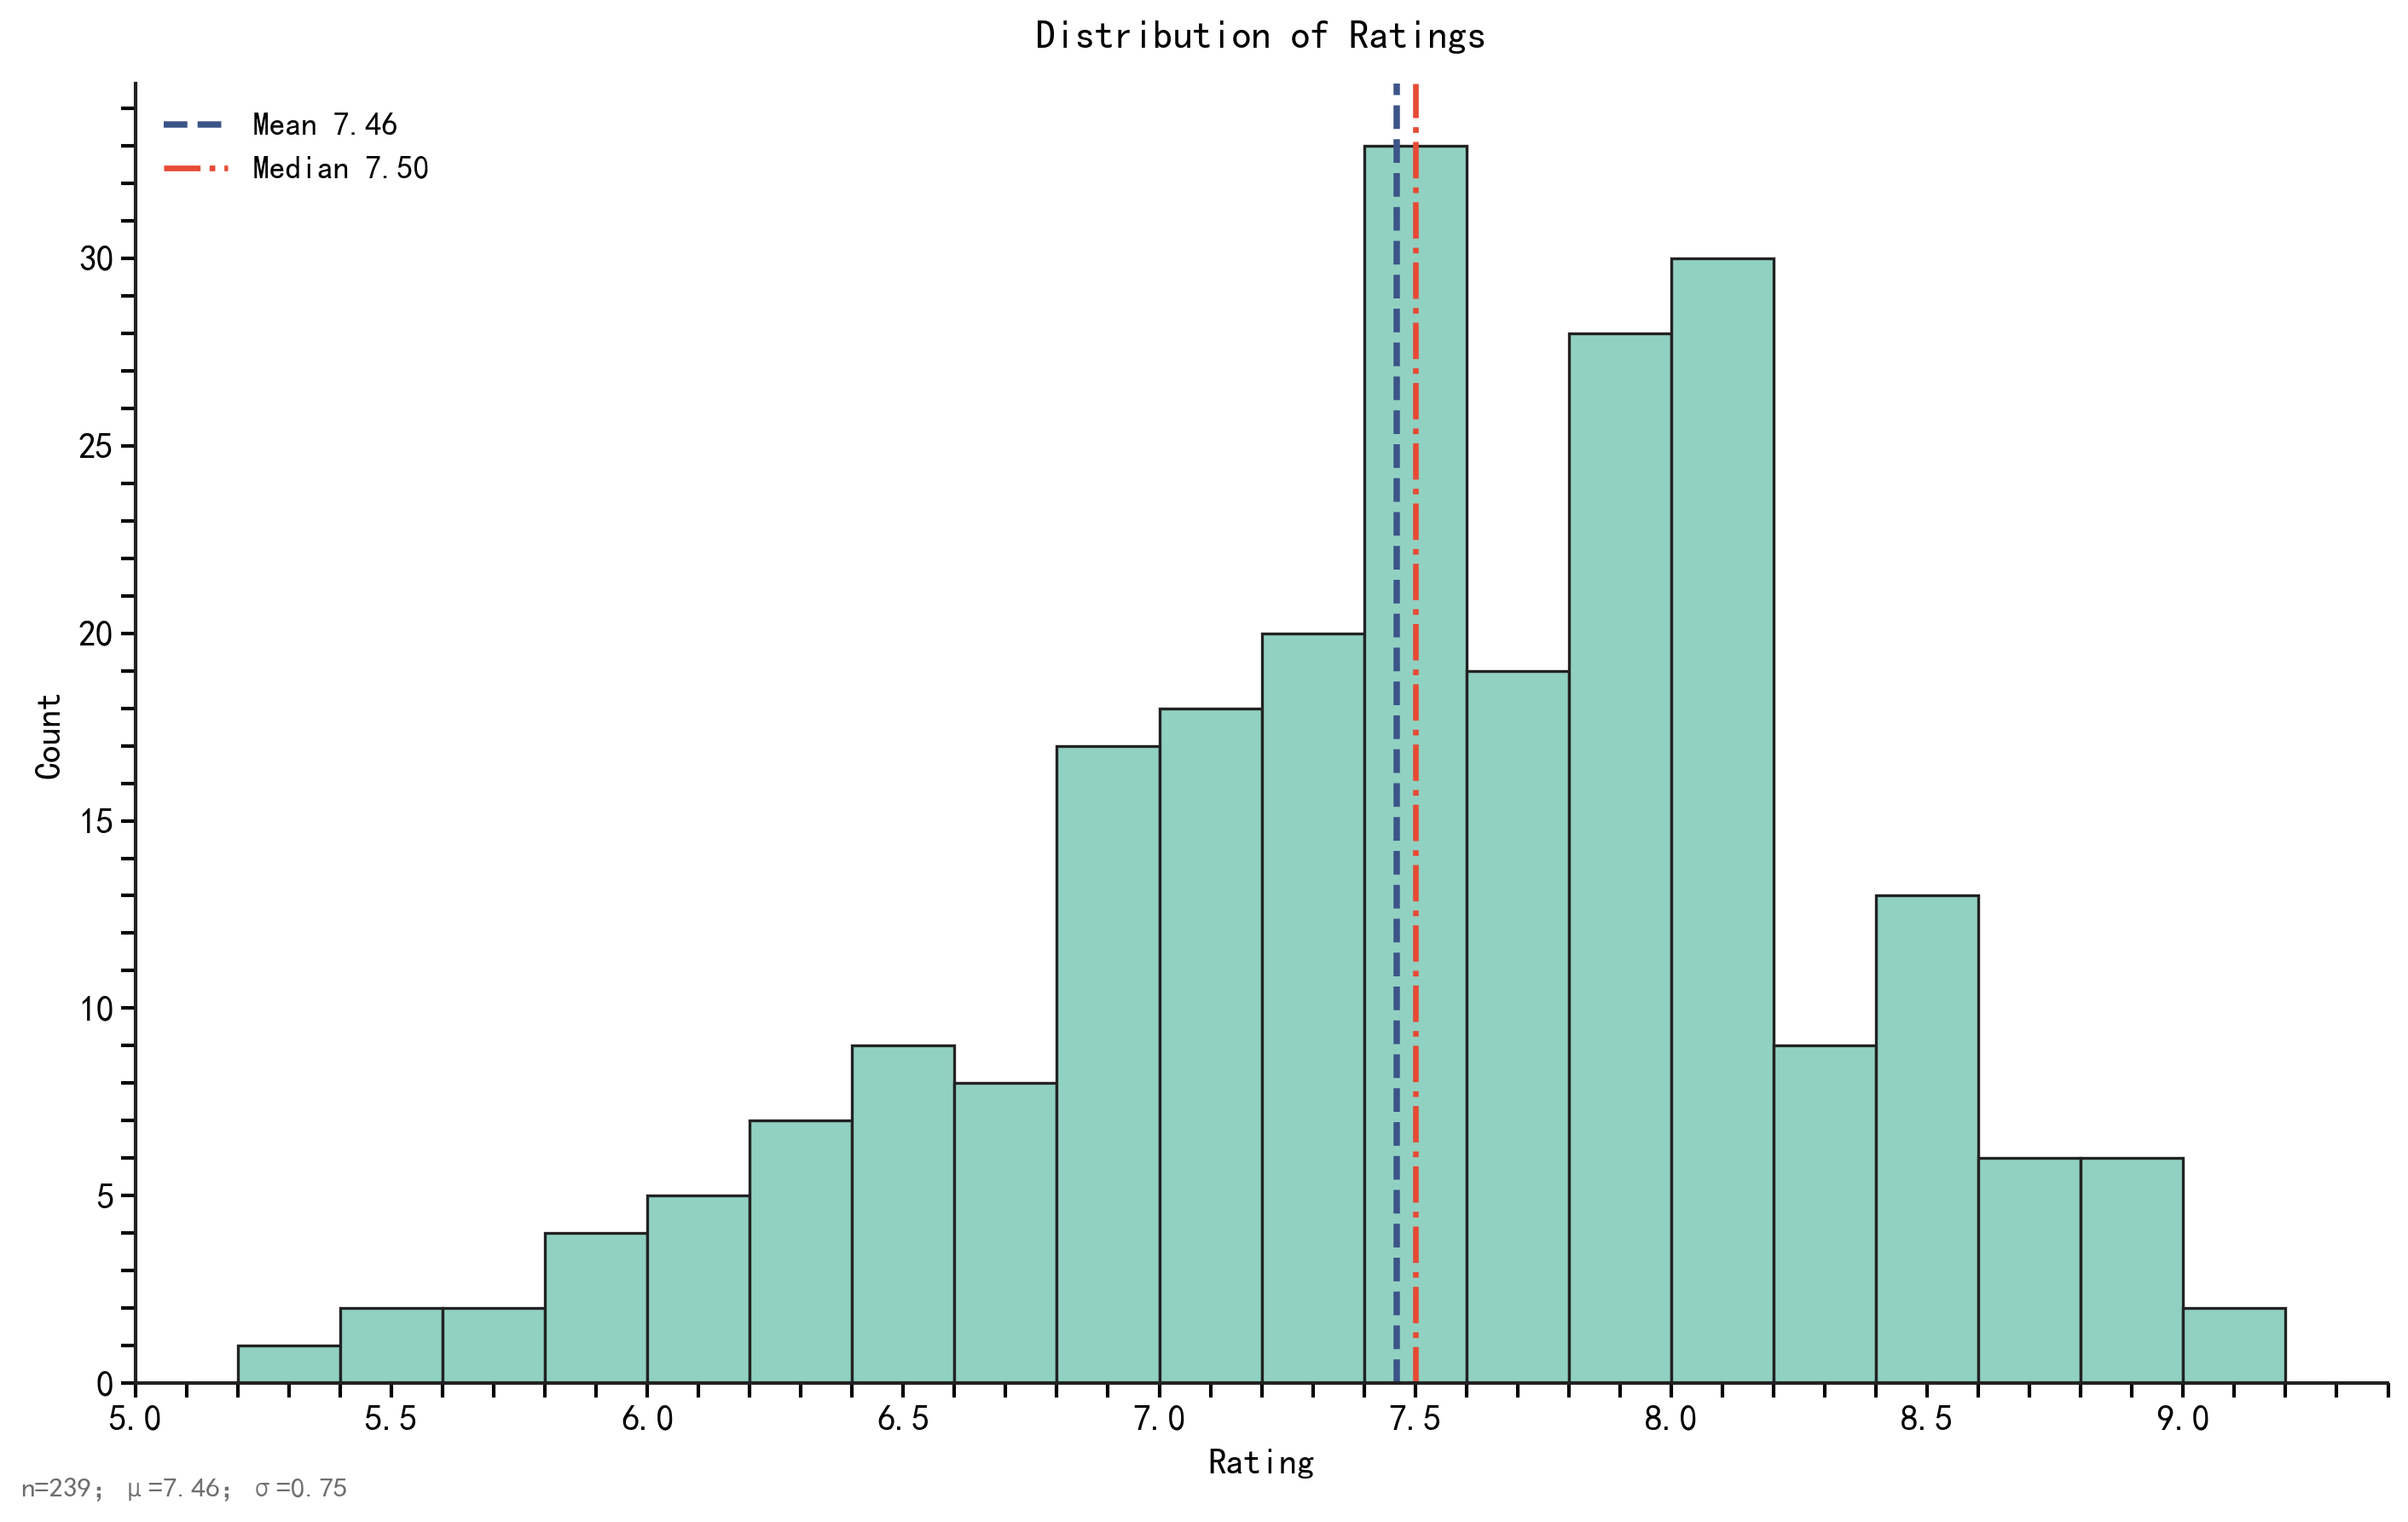 Distribution of Ratings
Mean 7.46
Median 7.50
Count
30
25
20
15
10
5
0
5.0 5.5 6.0 6.5 7.0 7.5 8.0 8.5 9.0
Rating
n=239; μ=7.46; σ=0.75